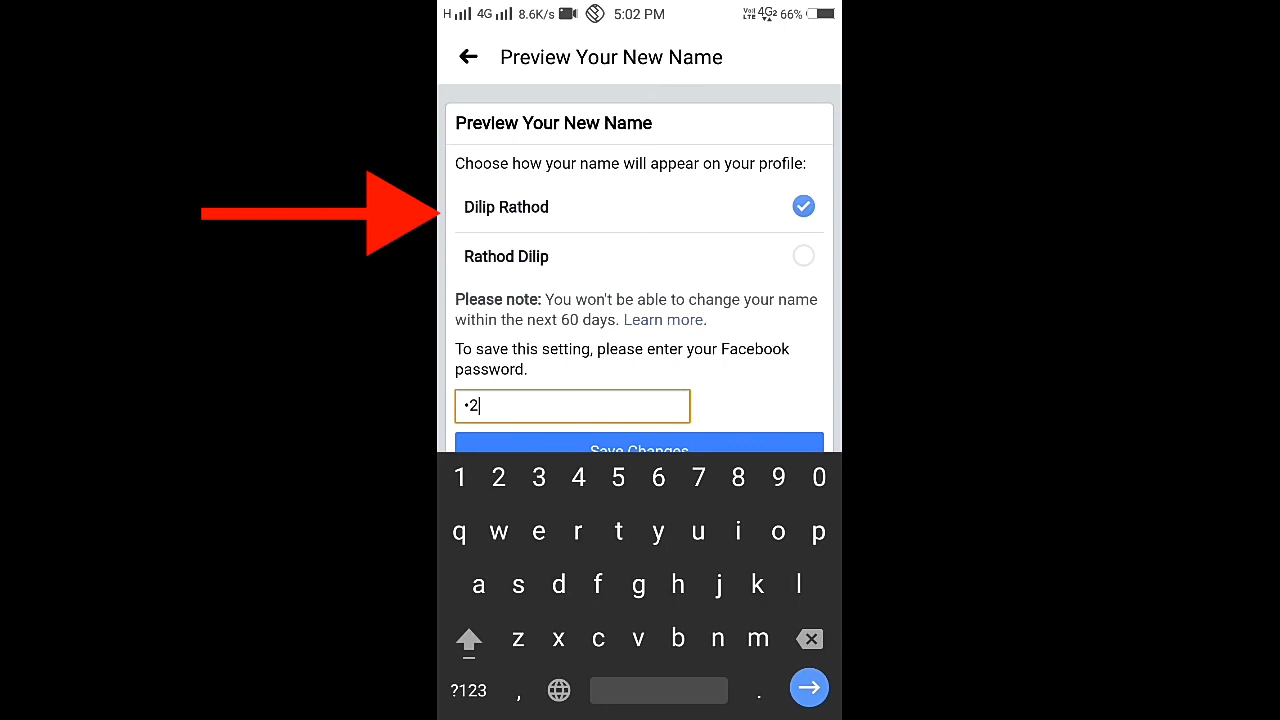 H 4G 8.6K/s 5:02 PM VoLTE 4G2 66%
Preview Your New Name
Preview Your New Name
Choose how your name will appear on your profile:
Dilip Rathod
Rathod Dilip
Please note: You won't be able to change your name
within the next 60 days. Learn more.
To save this setting, please enter your Facebook
password.
•2
Save Changes
1 2 3 4 5 6 7 8 9 0
q w e r t y u i o p
a s d f g h j k l
z x c v b n m
?123 , .